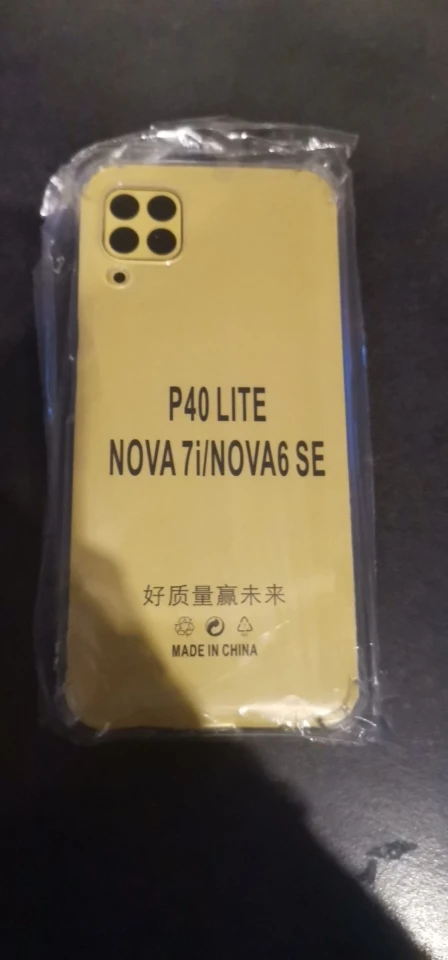 P40 LITE
NOVA 7i/NOVA6 SE
好质量赢未来
MADE IN CHINA